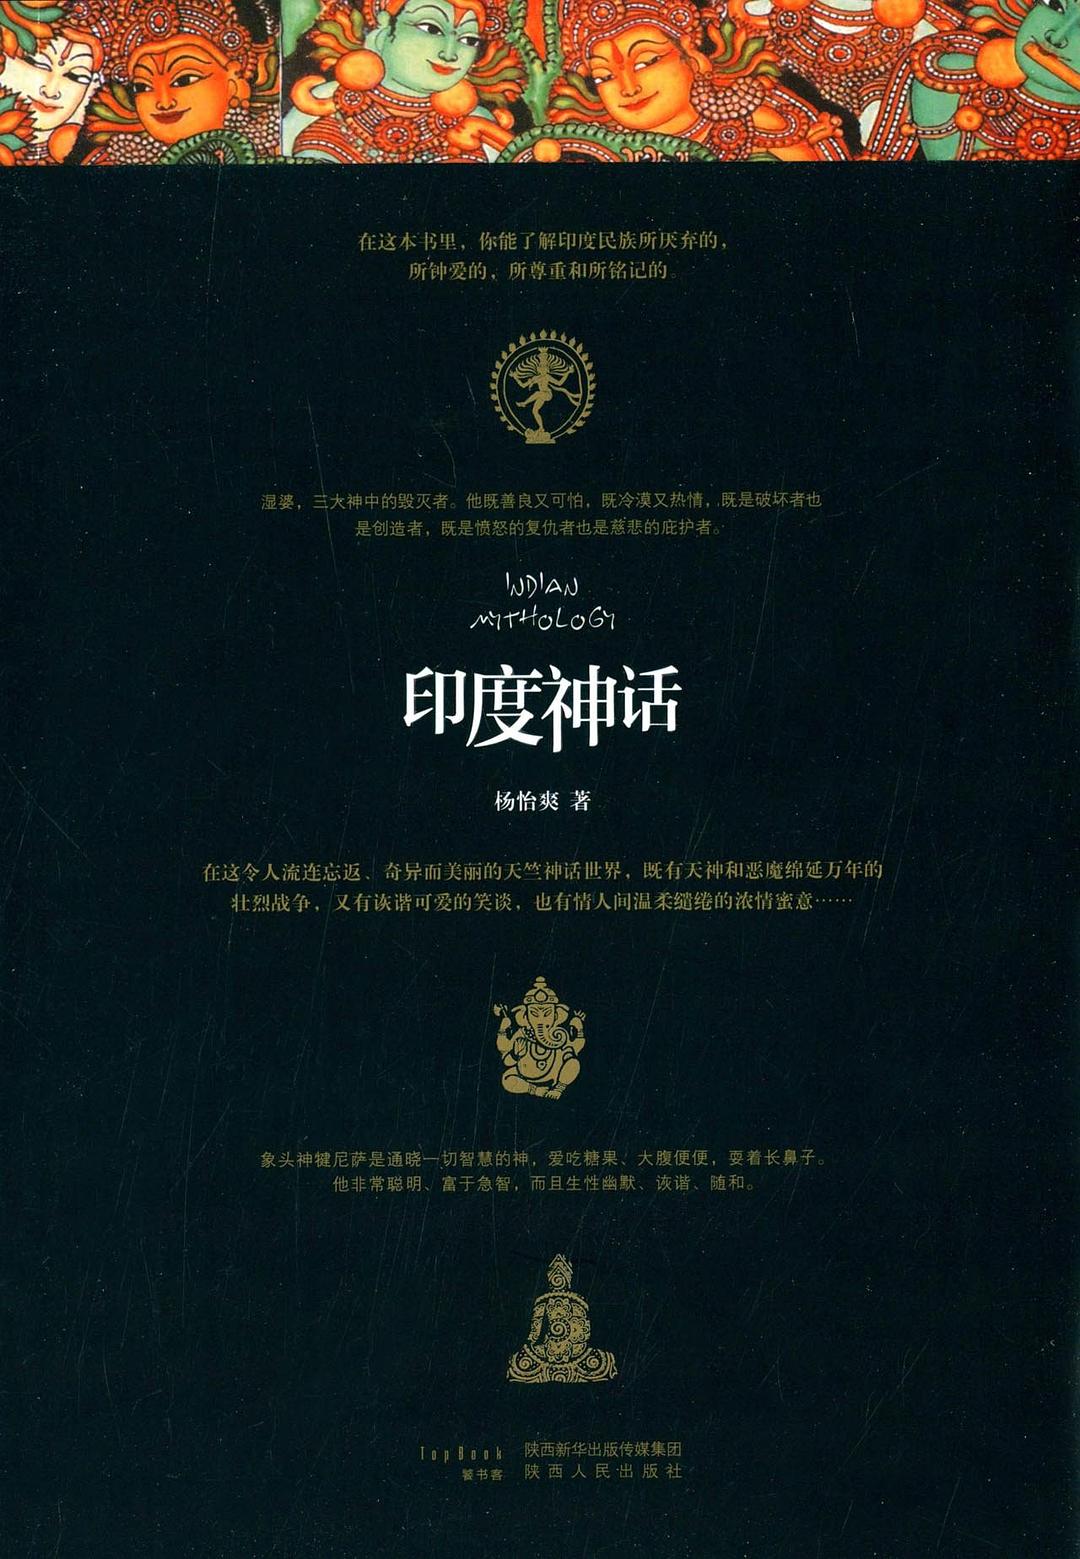 在这本书里，你能了解印度民族所厌弃的，
所钟爱的，所尊重和所铭记的。
湿婆，三大神中的毁灭者。他既善良又可怕，既冷漠又热情，既是破坏者也
是创造者，既是愤怒的复仇者也是慈悲的庇护者。
INDIAN
MYTHOLOGY
印度神话
杨怡爽 著
在这令人流连忘返、奇异而美丽的天竺神话世界，既有天神和恶魔绵延万年的
壮烈战争，又有诙谐可爱的笑谈，也有情人间温柔缱绻的浓情蜜意……
象头神犍尼萨是通晓一切智慧的神，爱吃糖果、大腹便便，耍着长鼻子。
他非常聪明、富于急智，而且生性幽默、诙谐、随和。
TopBook 陕西新华出版传媒集团
饕书客 陕西人民出版社